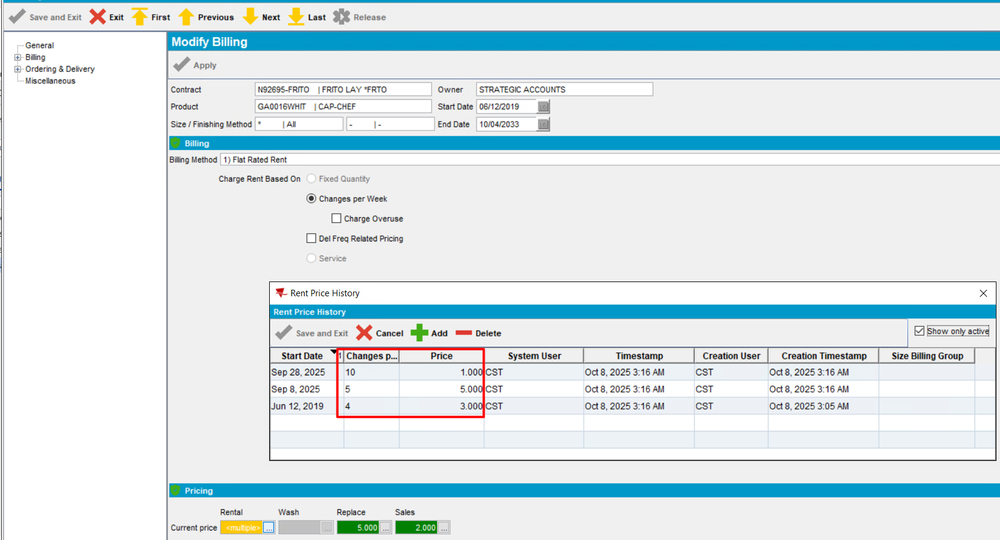 Save and Exit Exit First Previous Next Last Release
General
Billing
Ordering & Delivery
Miscellaneous
Modify Billing
Apply
Contract N92695-FRITO | FRITO LAY *FRTO Owner STRATEGIC ACCOUNTS
Product GA0016WHIT | CAP-CHEF Start Date 06/12/2019 16
Size / Finishing Method * | All - | - End Date 10/04/2033 16
Billing
Billing Method 1) Flat Rated Rent
Charge Rent Based On Fixed Quantity
Changes per Week
Charge Overuse
Del Freq Related Pricing
Service
Rent Price History
Rent Price History
Save and Exit Cancel Add Delete Show only active
Start Date 1 Changes p... Price System User Timestamp Creation User Creation Timestamp Size Billing Group
Sep 28, 2025 10 1.000 CST Oct 8, 2025 3:16 AM CST Oct 8, 2025 3:16 AM
Sep 8, 2025 5 5.000 CST Oct 8, 2025 3:16 AM CST Oct 8, 2025 3:16 AM
Jun 12, 2019 4 3.000 CST Oct 8, 2025 3:16 AM CST Oct 8, 2025 3:05 AM
Pricing
Rental Wash Replace Sales
Current price <multiple> ... ... 5.000 ... 2.000 ...